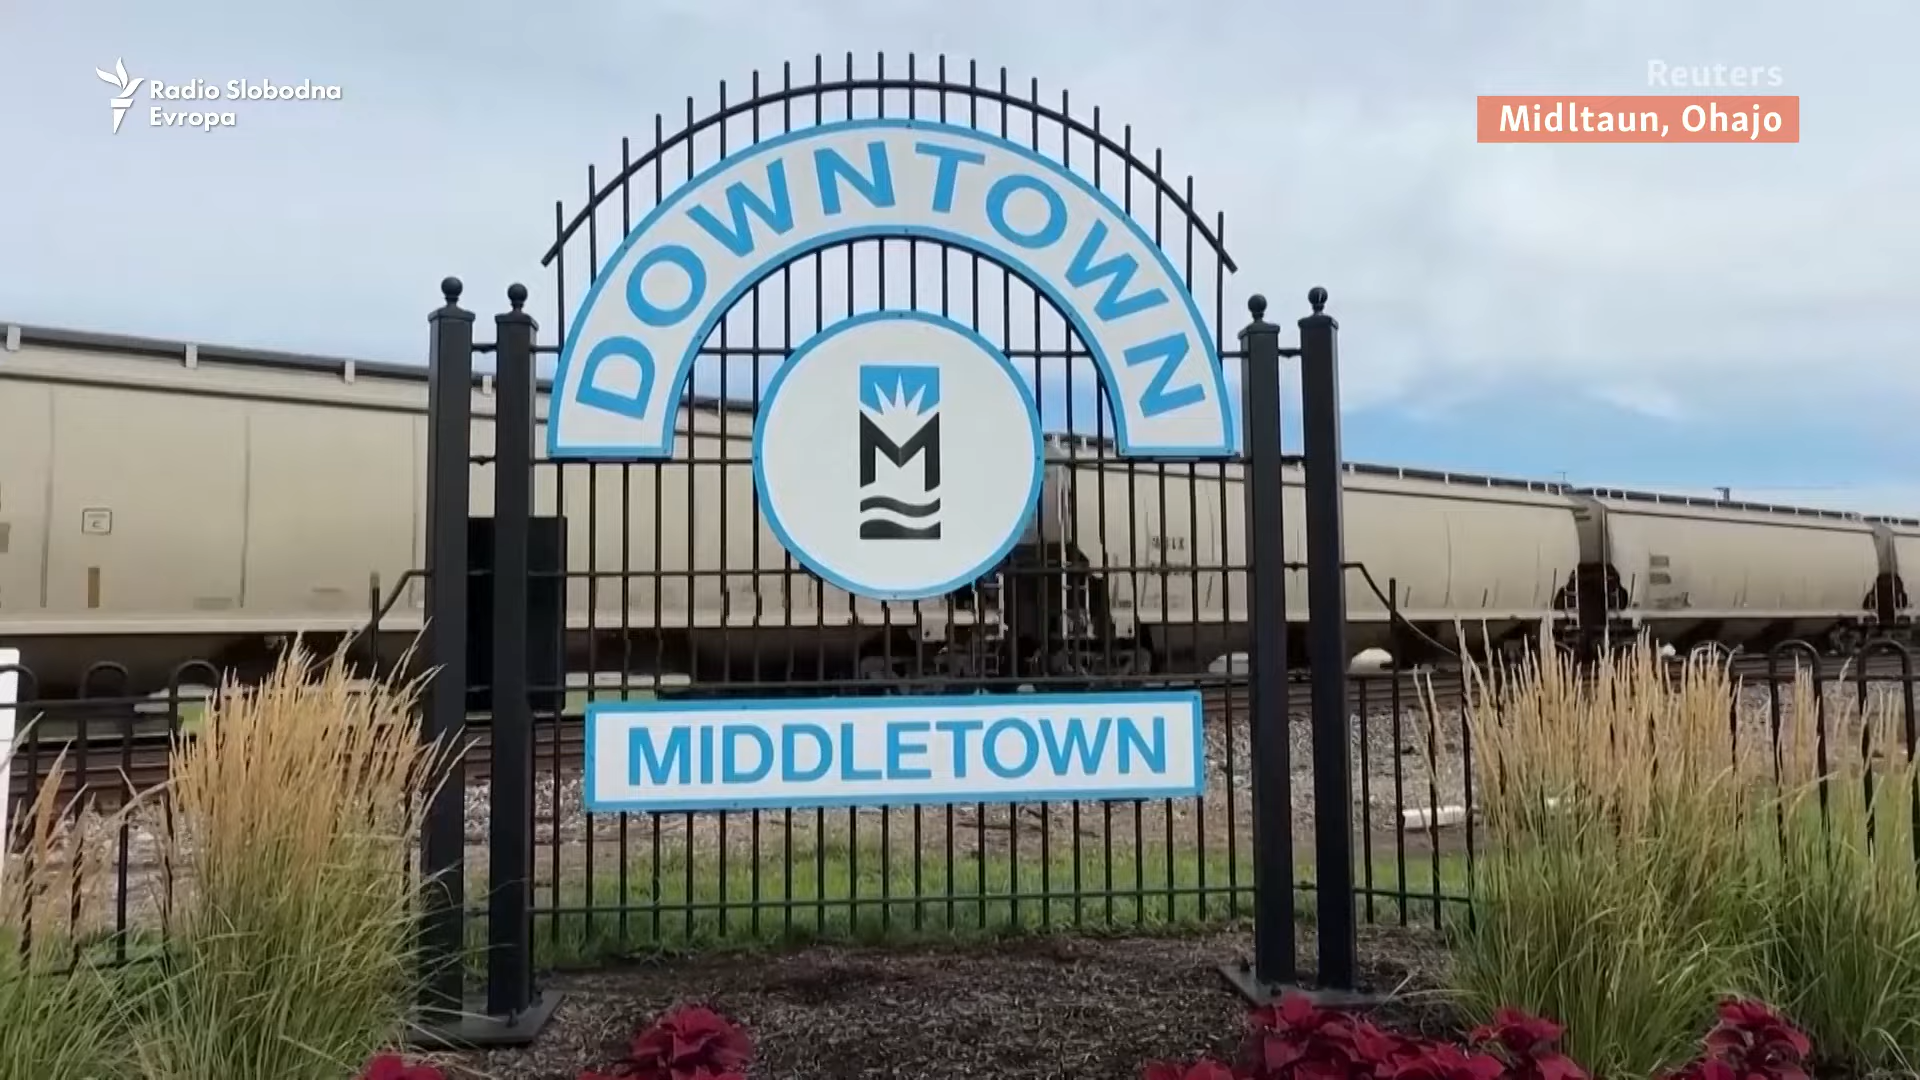 Radio Slobodna
Evropa
Reuters
Midltaun, Ohajo
DOWNTOWN
M
MIDDLETOWN